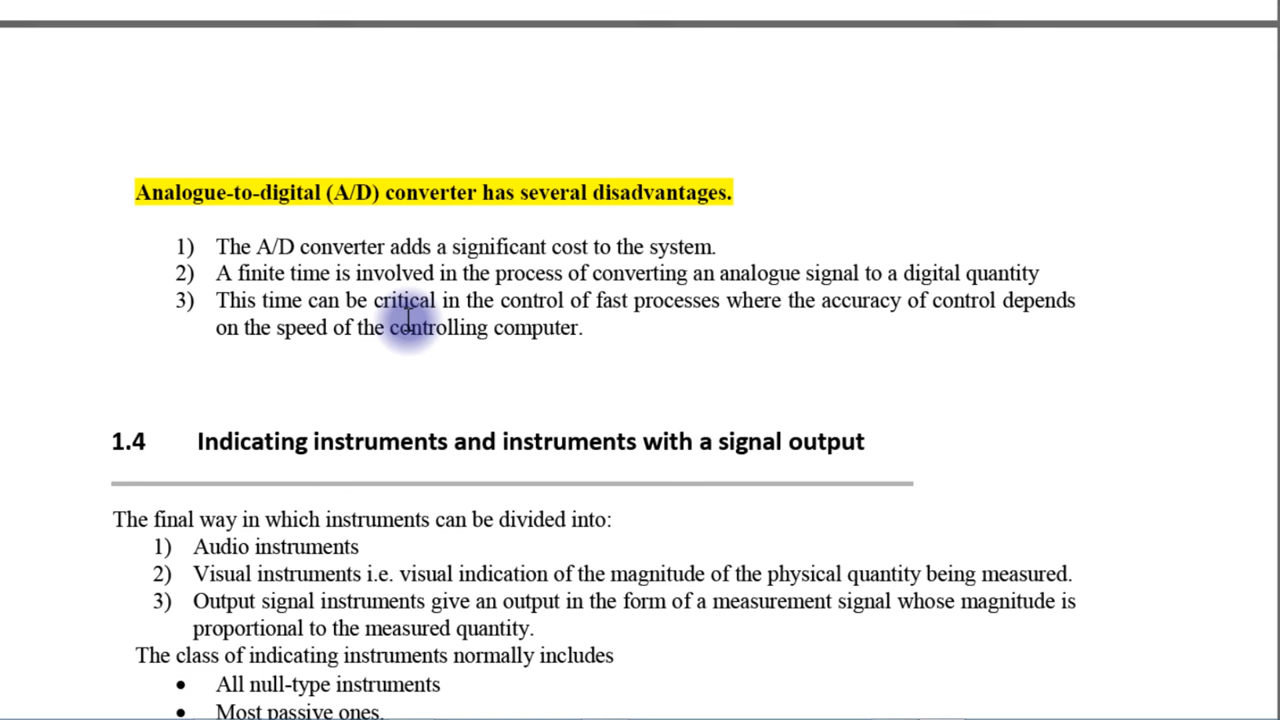 Analogue-to-digital (A/D) converter has several disadvantages.
1) The A/D converter adds a significant cost to the system.
2) A finite time is involved in the process of converting an analogue signal to a digital quantity
3) This time can be critical in the control of fast processes where the accuracy of control depends
on the speed of the controlling computer.
1.4 Indicating instruments and instruments with a signal output
The final way in which instruments can be divided into:
1) Audio instruments
2) Visual instruments i.e. visual indication of the magnitude of the physical quantity being measured.
3) Output signal instruments give an output in the form of a measurement signal whose magnitude is
proportional to the measured quantity.
The class of indicating instruments normally includes
• All null-type instruments
• Most passive ones.